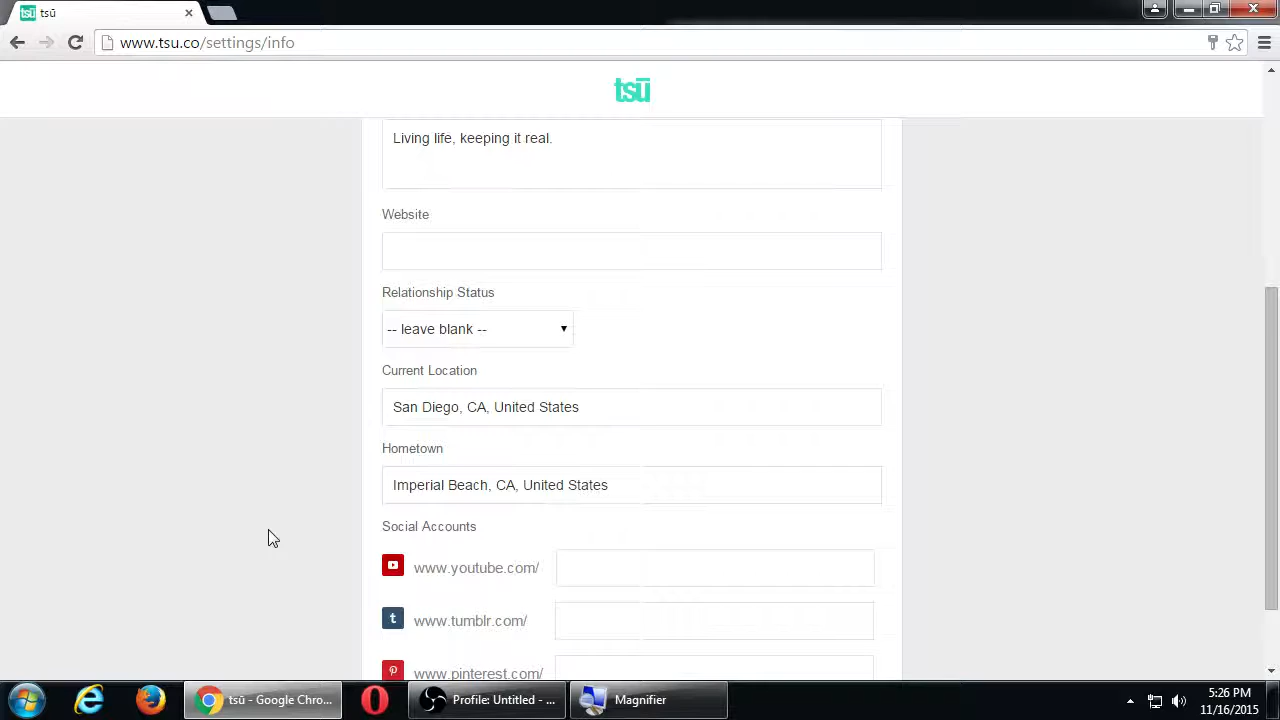 tsū
www.tsu.co/settings/info
tsū
Living life, keeping it real.
Website
Relationship Status
-- leave blank --
Current Location
San Diego, CA, United States
Hometown
Imperial Beach, CA, United States
Social Accounts
www.youtube.com/
www.tumblr.com/
www.pinterest.com/
tsū - Google Chro...
Profile: Untitled - ...
Magnifier
5:26 PM
11/16/2015